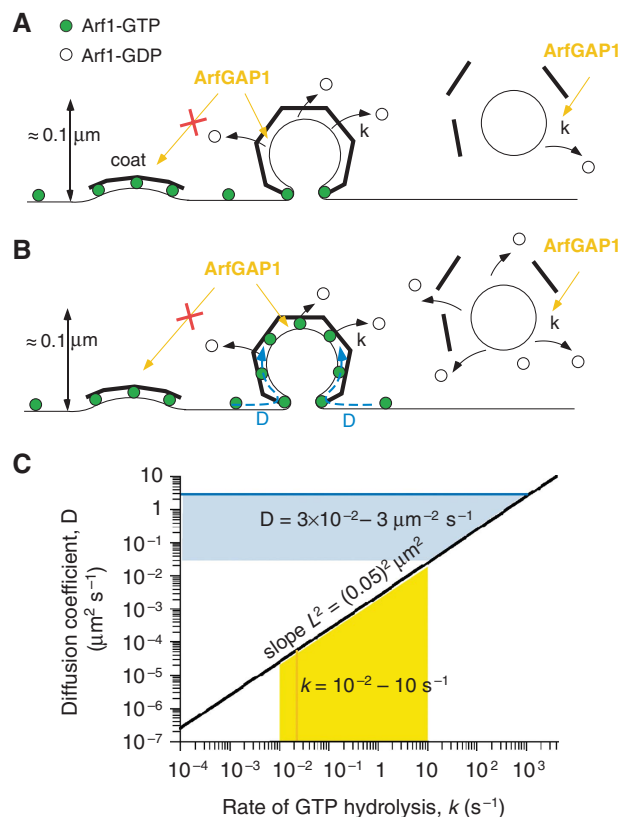 A
Arf1-GTP
Arf1-GDP
ArfGAP1
ArfGAP1
≈ 0.1 μm
coat
k
k
B
ArfGAP1
ArfGAP1
≈ 0.1 μm
k
k
D
D
C
Diffusion coefficient, D
(μm² s⁻¹)
10
1
10⁻¹
10⁻²
10⁻³
10⁻⁴
10⁻⁵
10⁻⁶
10⁻⁷
D = 3×10⁻² – 3 μm⁻² s⁻¹
slope L² = (0.05)² μm²
k = 10⁻² – 10 s⁻¹
10⁻⁴ 10⁻³ 10⁻² 10⁻¹ 1 10 10² 10³
Rate of GTP hydrolysis, k (s⁻¹)